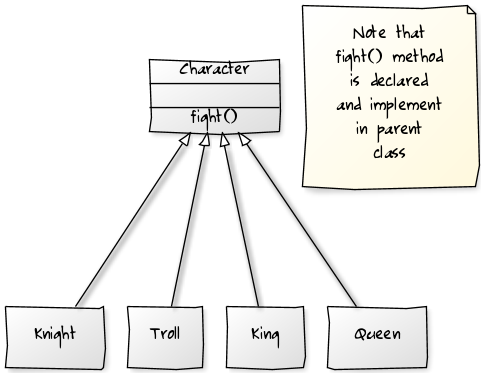 Character
fight()
Note that
fight() method
is declared
and implement
in parent
class
Knight
Troll
King
Queen